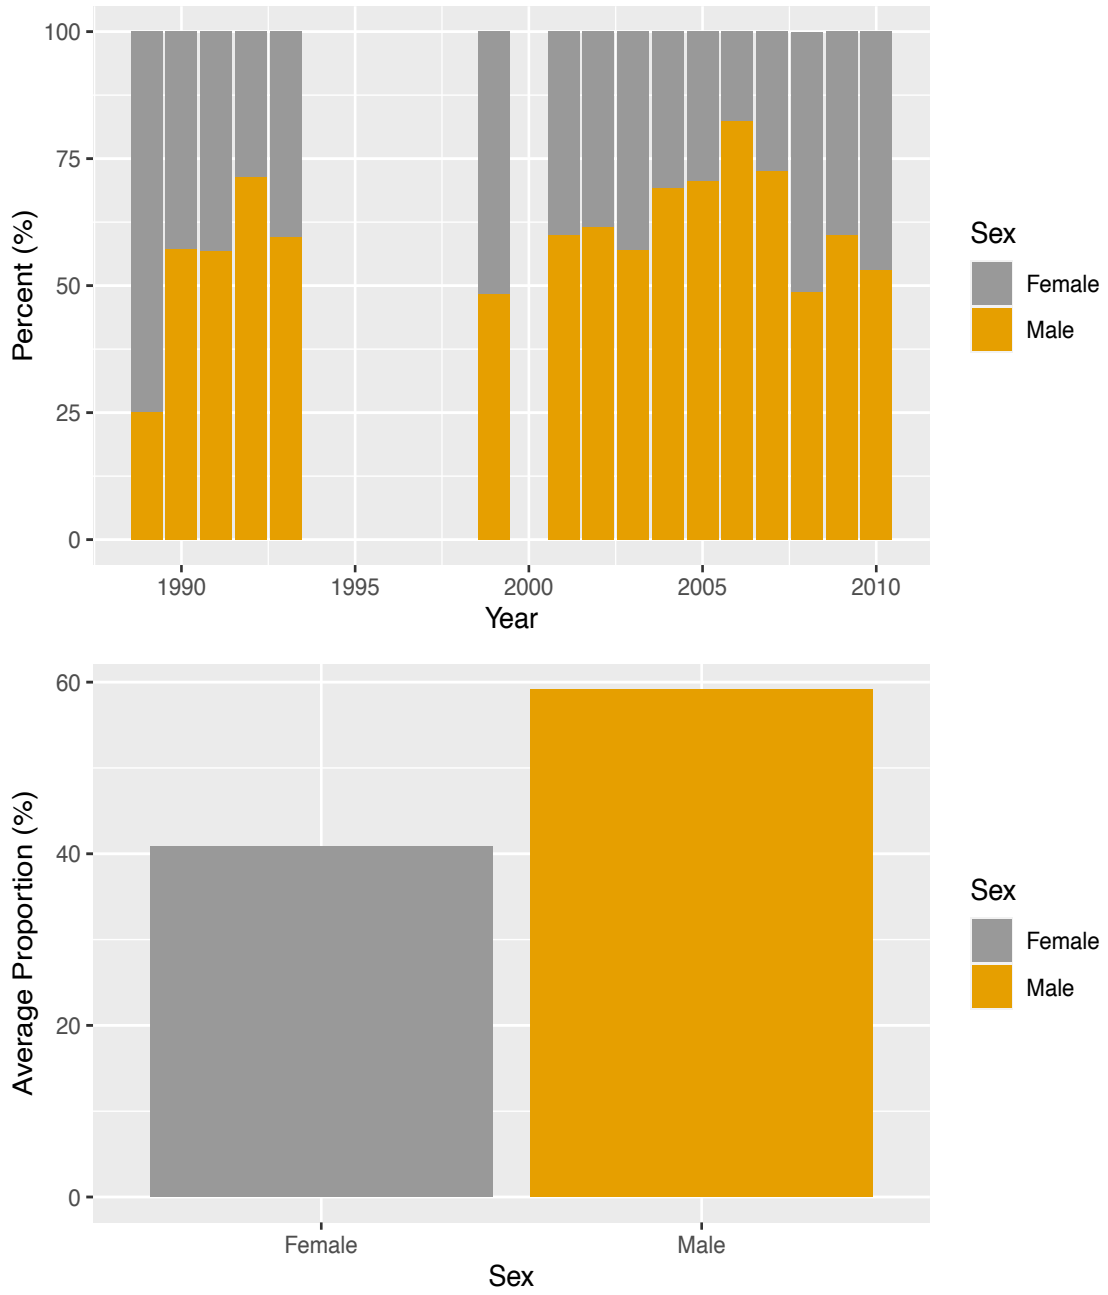 100
75
50
25
0
Percent (%)
1990 1995 2000 2005 2010
Year
Sex
Female
Male
60
40
20
0
Average Proportion (%)
Female Male
Sex
Sex
Female
Male